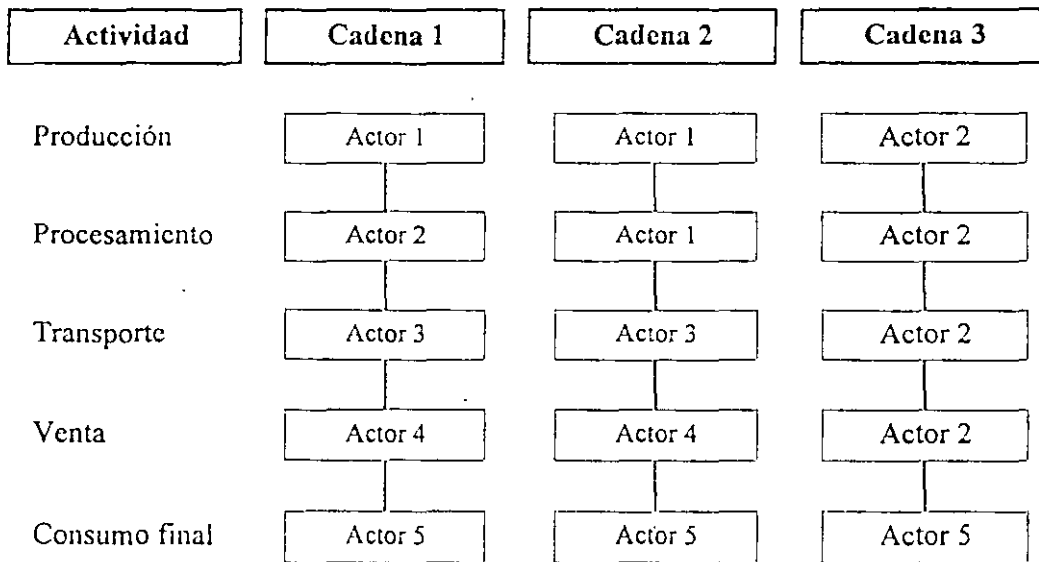 Actividad Cadena 1 Cadena 2 Cadena 3
Producción Actor 1 Actor 1 Actor 2
Procesamiento Actor 2 Actor 1 Actor 2
Transporte Actor 3 Actor 3 Actor 2
Venta Actor 4 Actor 4 Actor 2
Consumo final Actor 5 Actor 5 Actor 5